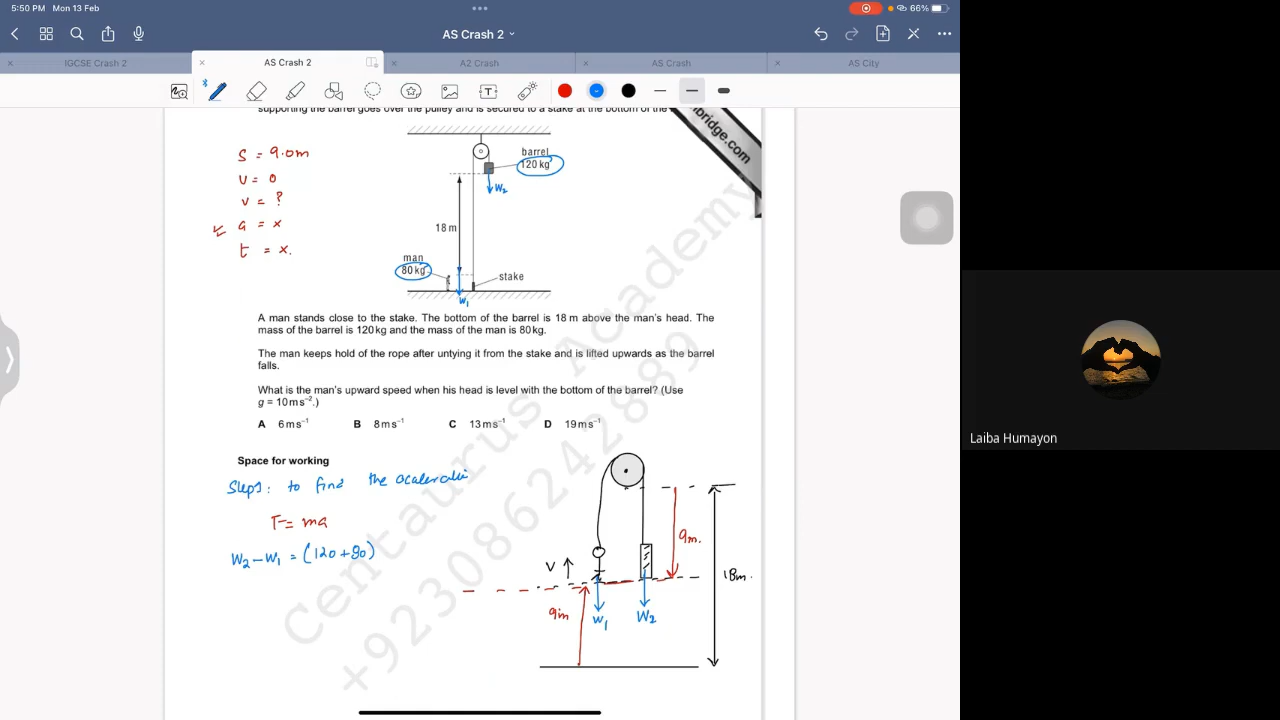 5:50 PM Mon 13 Feb
66%
AS Crash 2
IGCSE Crash 2
AS Crash 2
A2 Crash
AS Crash
AS City
supporting the barrel goes over the pulley and is secured to a stake at the bottom of the
mbridge.com
S = 9.0m
U = 0
v = ?
a = x
t = x.
barrel
120 kg
W2
18 m
man
80 kg
stake
W1
A man stands close to the stake. The bottom of the barrel is 18 m above the man's head. The
mass of the barrel is 120 kg and the mass of the man is 80 kg.
The man keeps hold of the rope after untying it from the stake and is lifted upwards as the barrel
falls.
What is the man's upward speed when his head is level with the bottom of the barrel? (Use
g = 10 m s⁻².)
A 6 m s⁻¹ B 8 m s⁻¹ C 13 m s⁻¹ D 19 m s⁻¹
Space for working
Step1: to find the
F = ma
W2 - W1 = (120 + 80)
V
9m.
18m.
9m
W1
W2
Centaurus Academy
+923086242889
Laiba Humayon